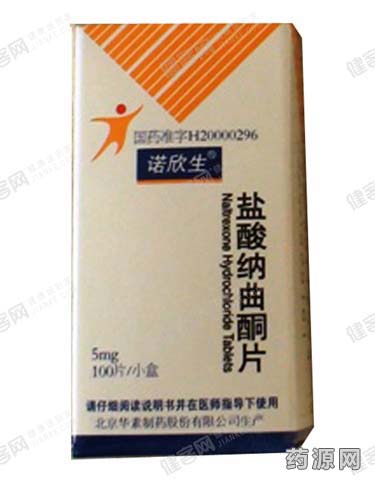 国药准字H20000296
诺欣生®
盐酸纳曲酮片
Naltrexone Hydrochloride Tablets
5mg
100片/小盒
请仔细阅读说明书并在医师指导下使用
北京华素制药股份有限公司生产
健客网
药源网